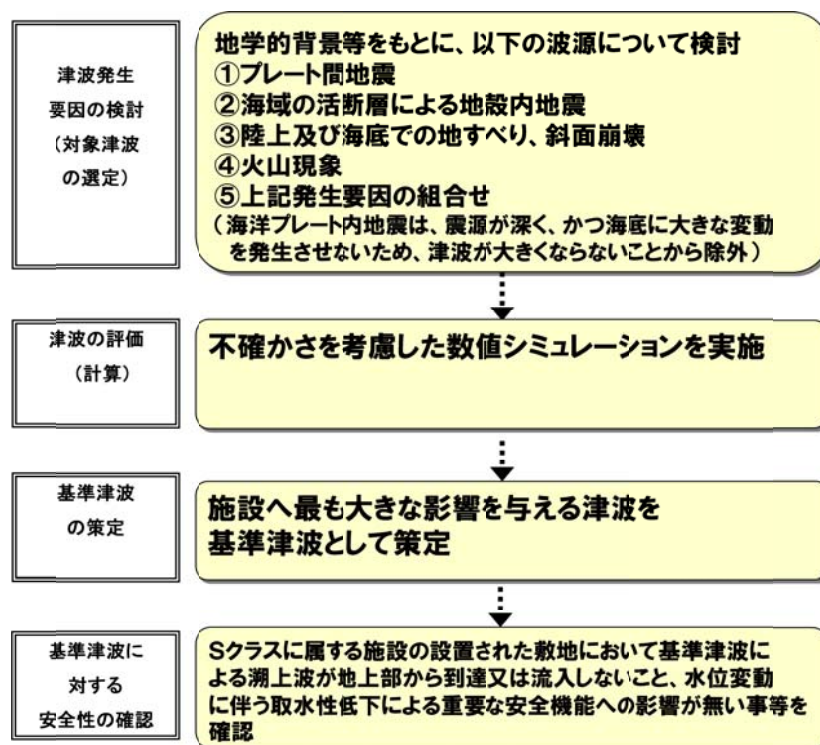 津波発生
要因の検討
（対象津波
の選定）
地学的背景等をもとに、以下の波源について検討
①プレート間地震
②海域の活断層による地殻内地震
③陸上及び海底での地すべり、斜面崩壊
④火山現象
⑤上記発生要因の組合せ
（海洋プレート内地震は、震源が深く、かつ海底に大きな変動
を発生させないため、津波が大きくならないことから除外）
津波の評価
（計算）
不確かさを考慮した数値シミュレーションを実施
基準津波
の策定
施設へ最も大きな影響を与える津波を
基準津波として策定
基準津波に
対する
安全性の確認
Sクラスに属する施設の設置された敷地において基準津波に
よる遡上波が地上部から到達又は流入しないこと、水位変動
に伴う取水性低下による重要な安全機能への影響が無い事等を
確認